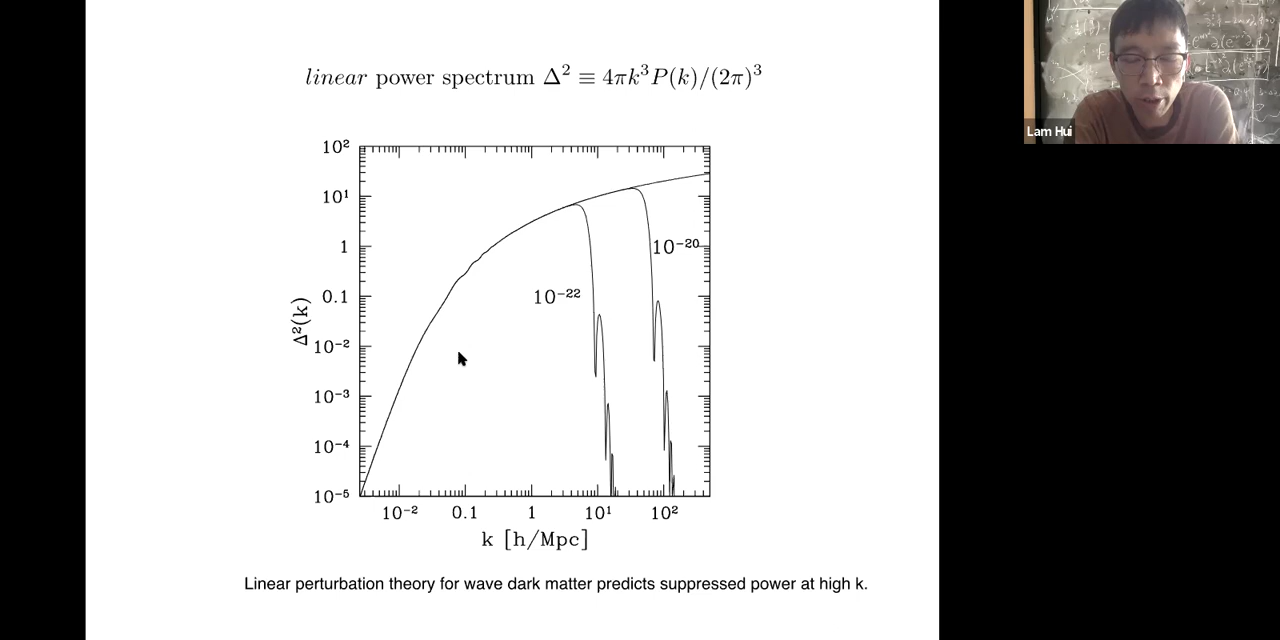 linear power spectrum Δ² ≡ 4πk³P(k)/(2π)³
Lam Hui
10²
10¹
1
0.1
10⁻²
10⁻³
10⁻⁴
10⁻⁵
Δ²(k)
10⁻²²
10⁻²⁰
10⁻² 0.1 1 10¹ 10²
k [h/Mpc]
Linear perturbation theory for wave dark matter predicts suppressed power at high k.